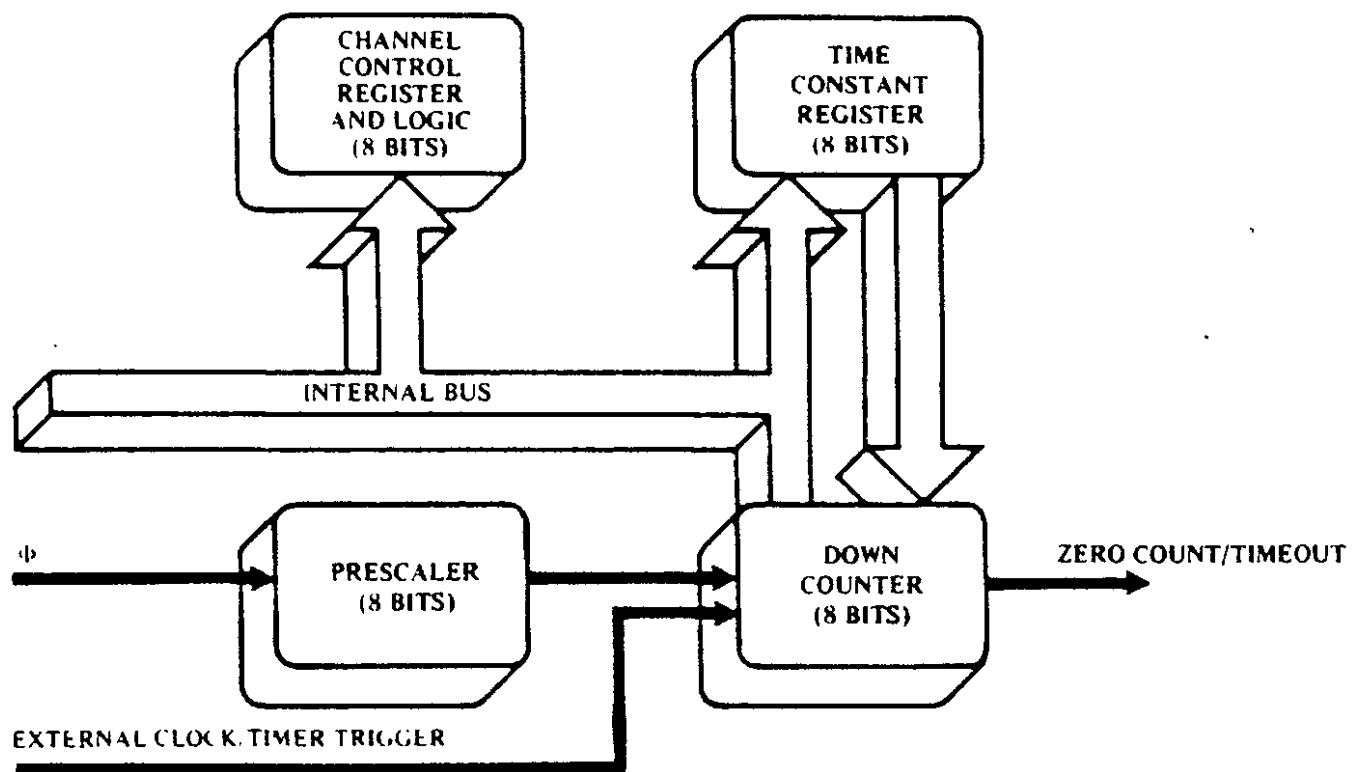 CHANNEL
CONTROL
REGISTER
AND LOGIC
(8 BITS)
TIME
CONSTANT
REGISTER
(8 BITS)
INTERNAL BUS
Φ
PRESCALER
(8 BITS)
DOWN
COUNTER
(8 BITS)
ZERO COUNT/TIMEOUT
EXTERNAL CLOCK/TIMER TRIGGER